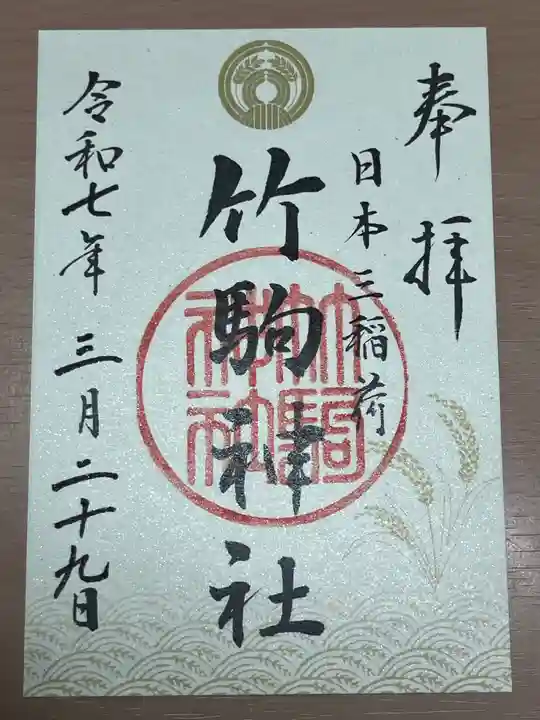 奉拝
日本三稲荷
竹駒神社
令和七年三月二十九日